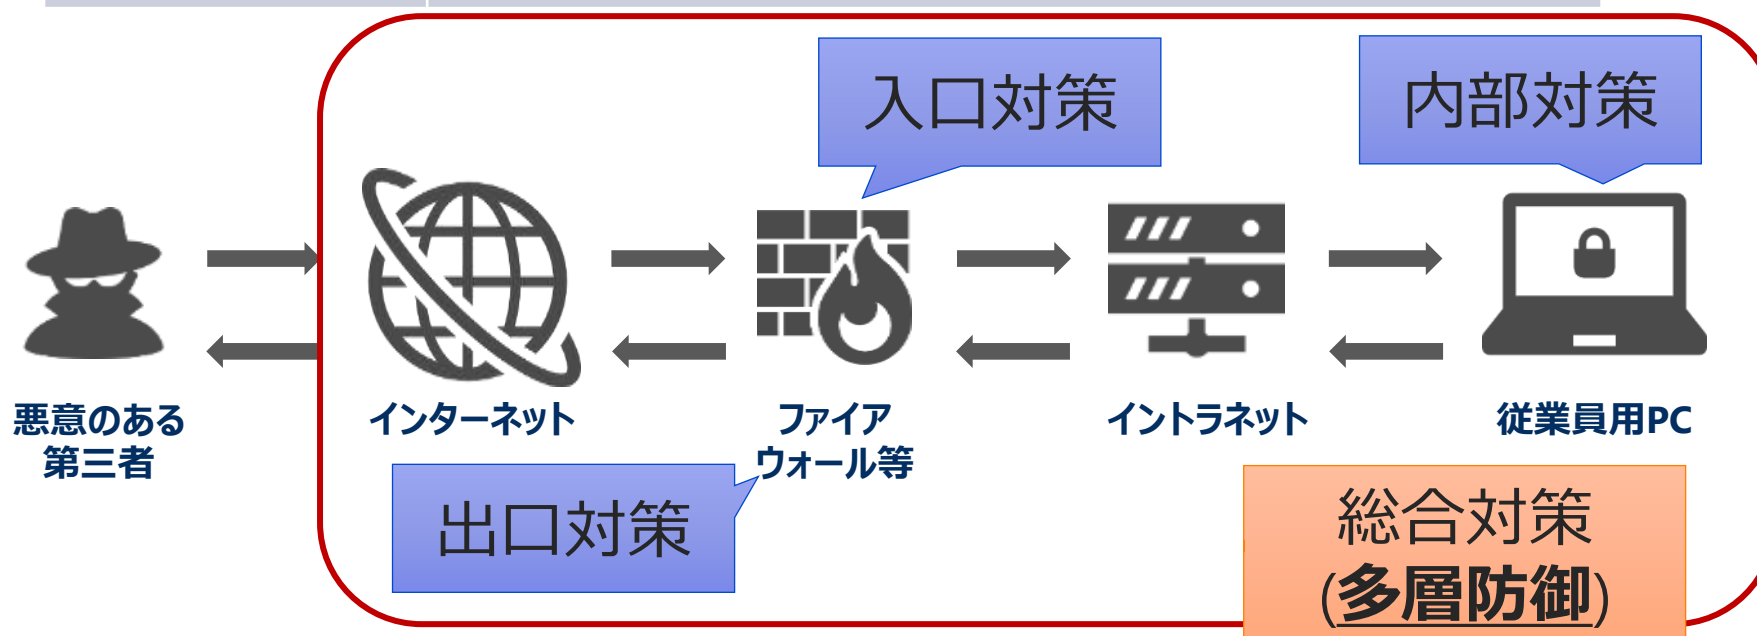 入口対策
内部対策
悪意のある
第三者
インターネット
ファイア
ウォール等
イントラネット
従業員用PC
出口対策
総合対策
(多層防御)